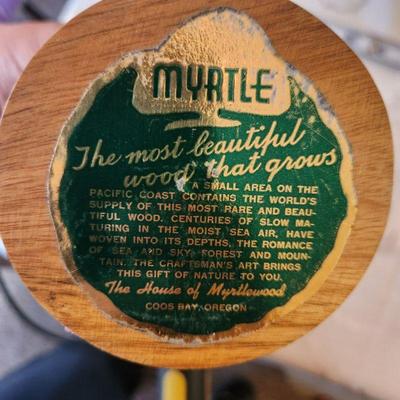 MYRTLE
The most beautiful
wood that grows
A SMALL AREA ON THE
PACIFIC COAST CONTAINS THE WORLD'S
SUPPLY OF THIS MOST RARE AND BEAU-
TIFUL WOOD. CENTURIES OF SLOW MA-
TURING IN THE MOIST SEA AIR, HAVE
WOVEN INTO ITS DEPTHS, THE ROMANCE
OF SEA AND SKY, FOREST AND MOUN-
TAIN. THE CRAFTSMAN'S ART BRINGS
THIS GIFT OF NATURE TO YOU.
The House of Myrtlewood
COOS BAY, OREGON